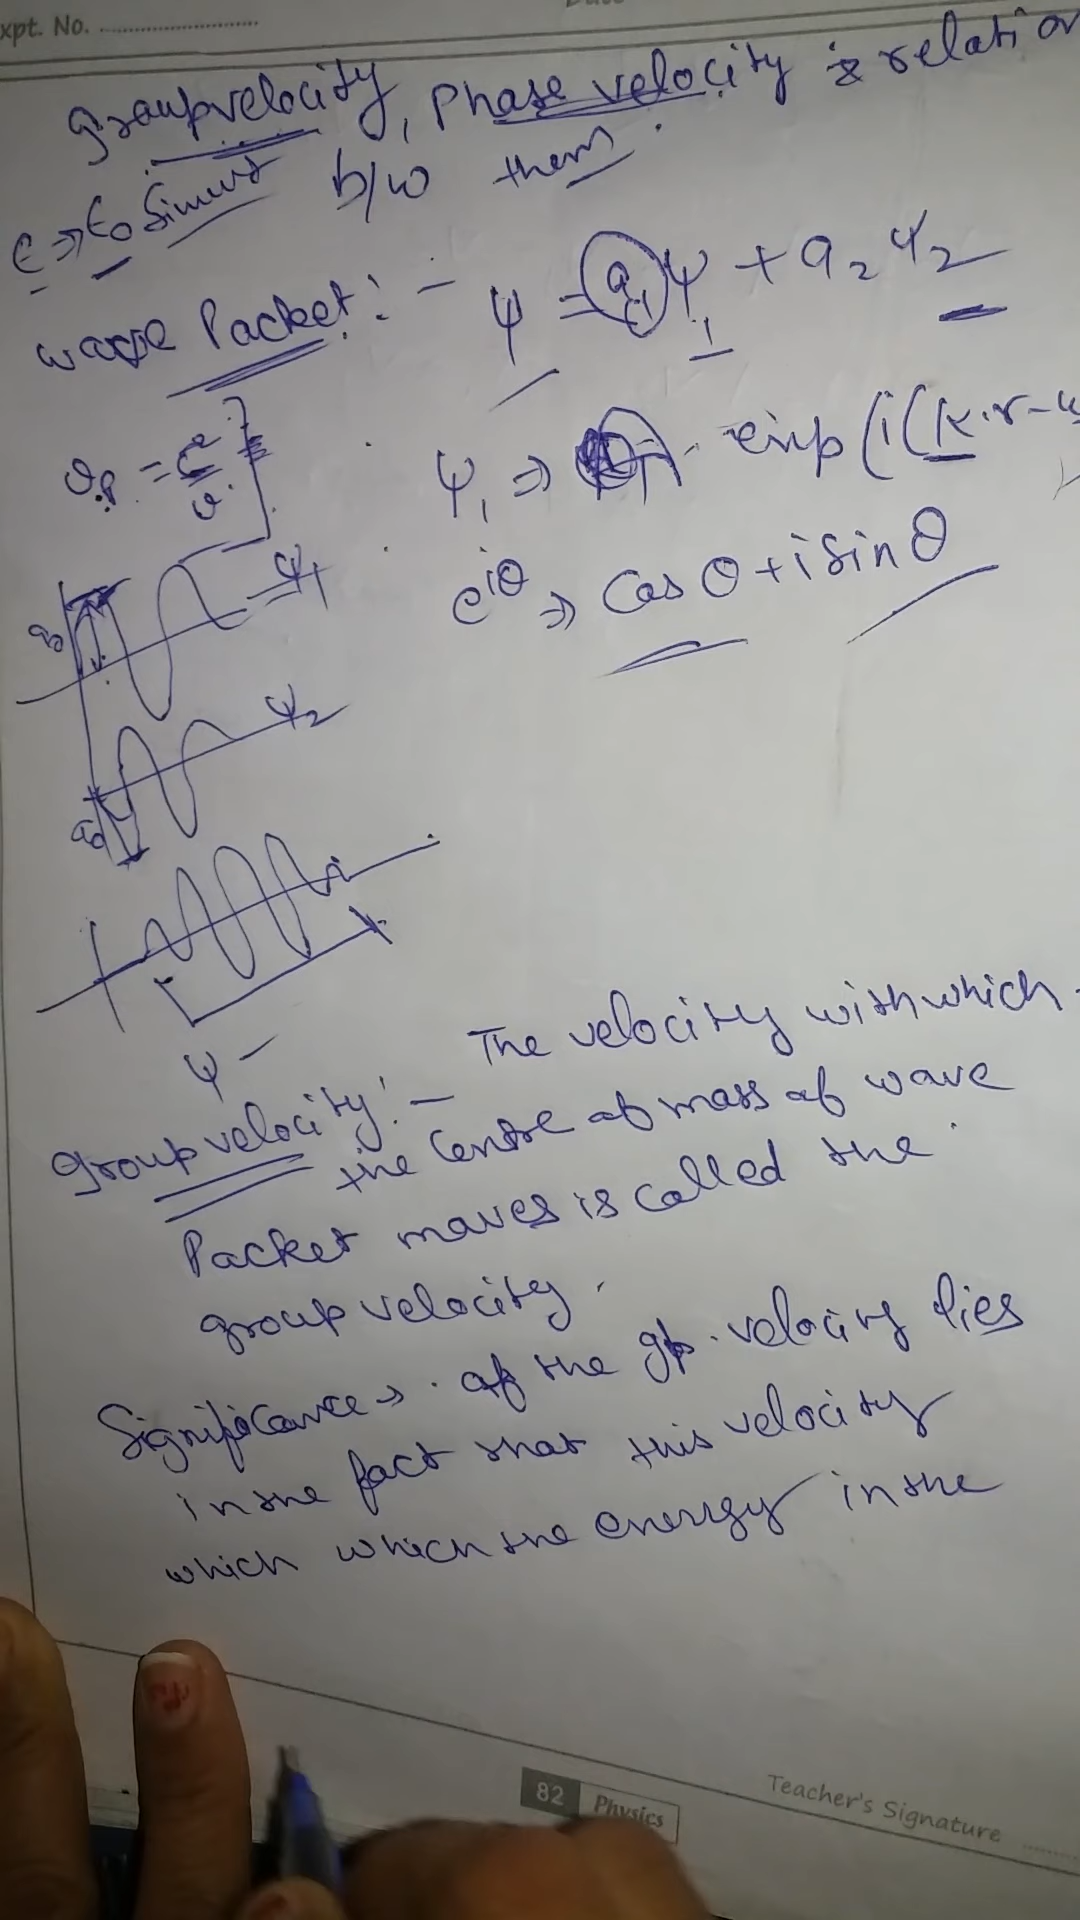 xpt. No.
group velocity, Phase velocity & relation
b/w them.
E ⇒ E₀ Sinωt
wave Packet:- ψ = a₁ψ₁ + a₂ψ₂
ψ₁ ⇒ exp(i(k.r-ω
e^iθ ⇒ Cos θ + i Sin θ
ψ₁
ψ₂
ψ -
group velocity:- The velocity with which
the Centre of mass of wave
Packet moves is called the
group velocity.
Significance → of the gp. velocity lies
in the fact that this velocity
which which the energy in the
82 Physics
Teacher's Signature